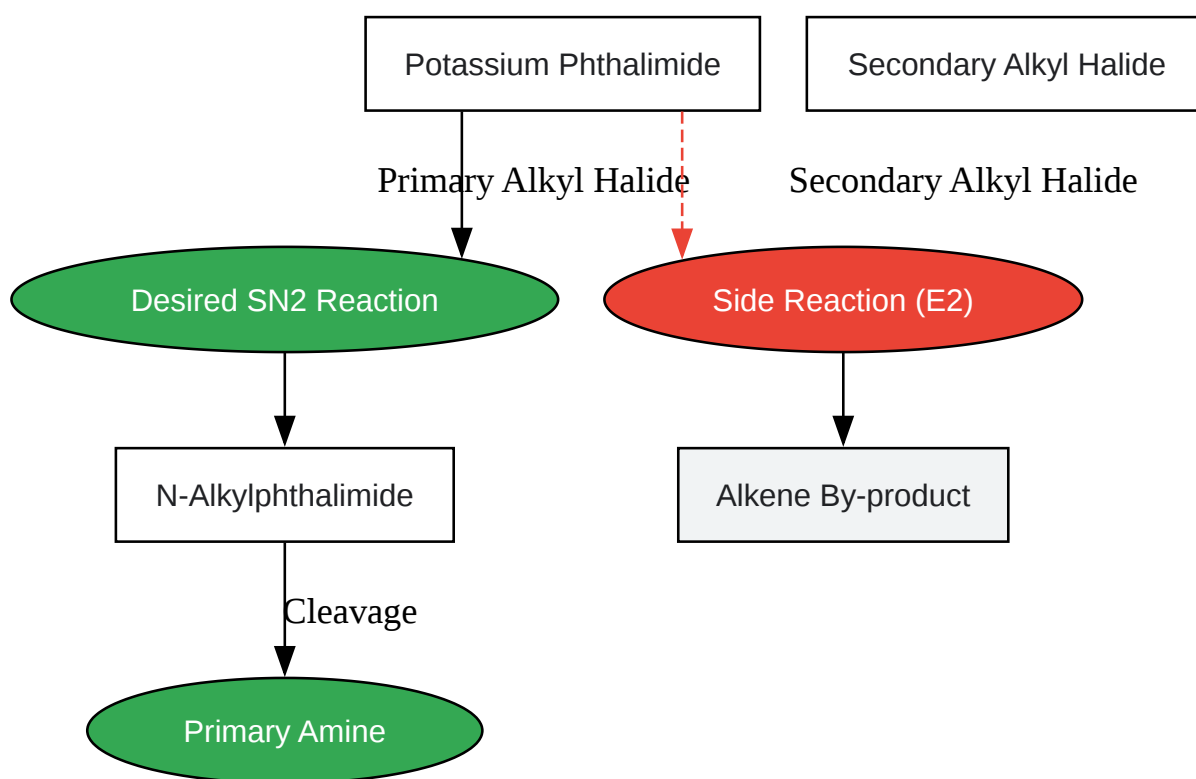 Potassium Phthalimide
Secondary Alkyl Halide
Primary Alkyl Halide
Secondary Alkyl Halide
Desired SN2 Reaction
Side Reaction (E2)
N-Alkylphthalimide
Alkene By-product
Cleavage
Primary Amine